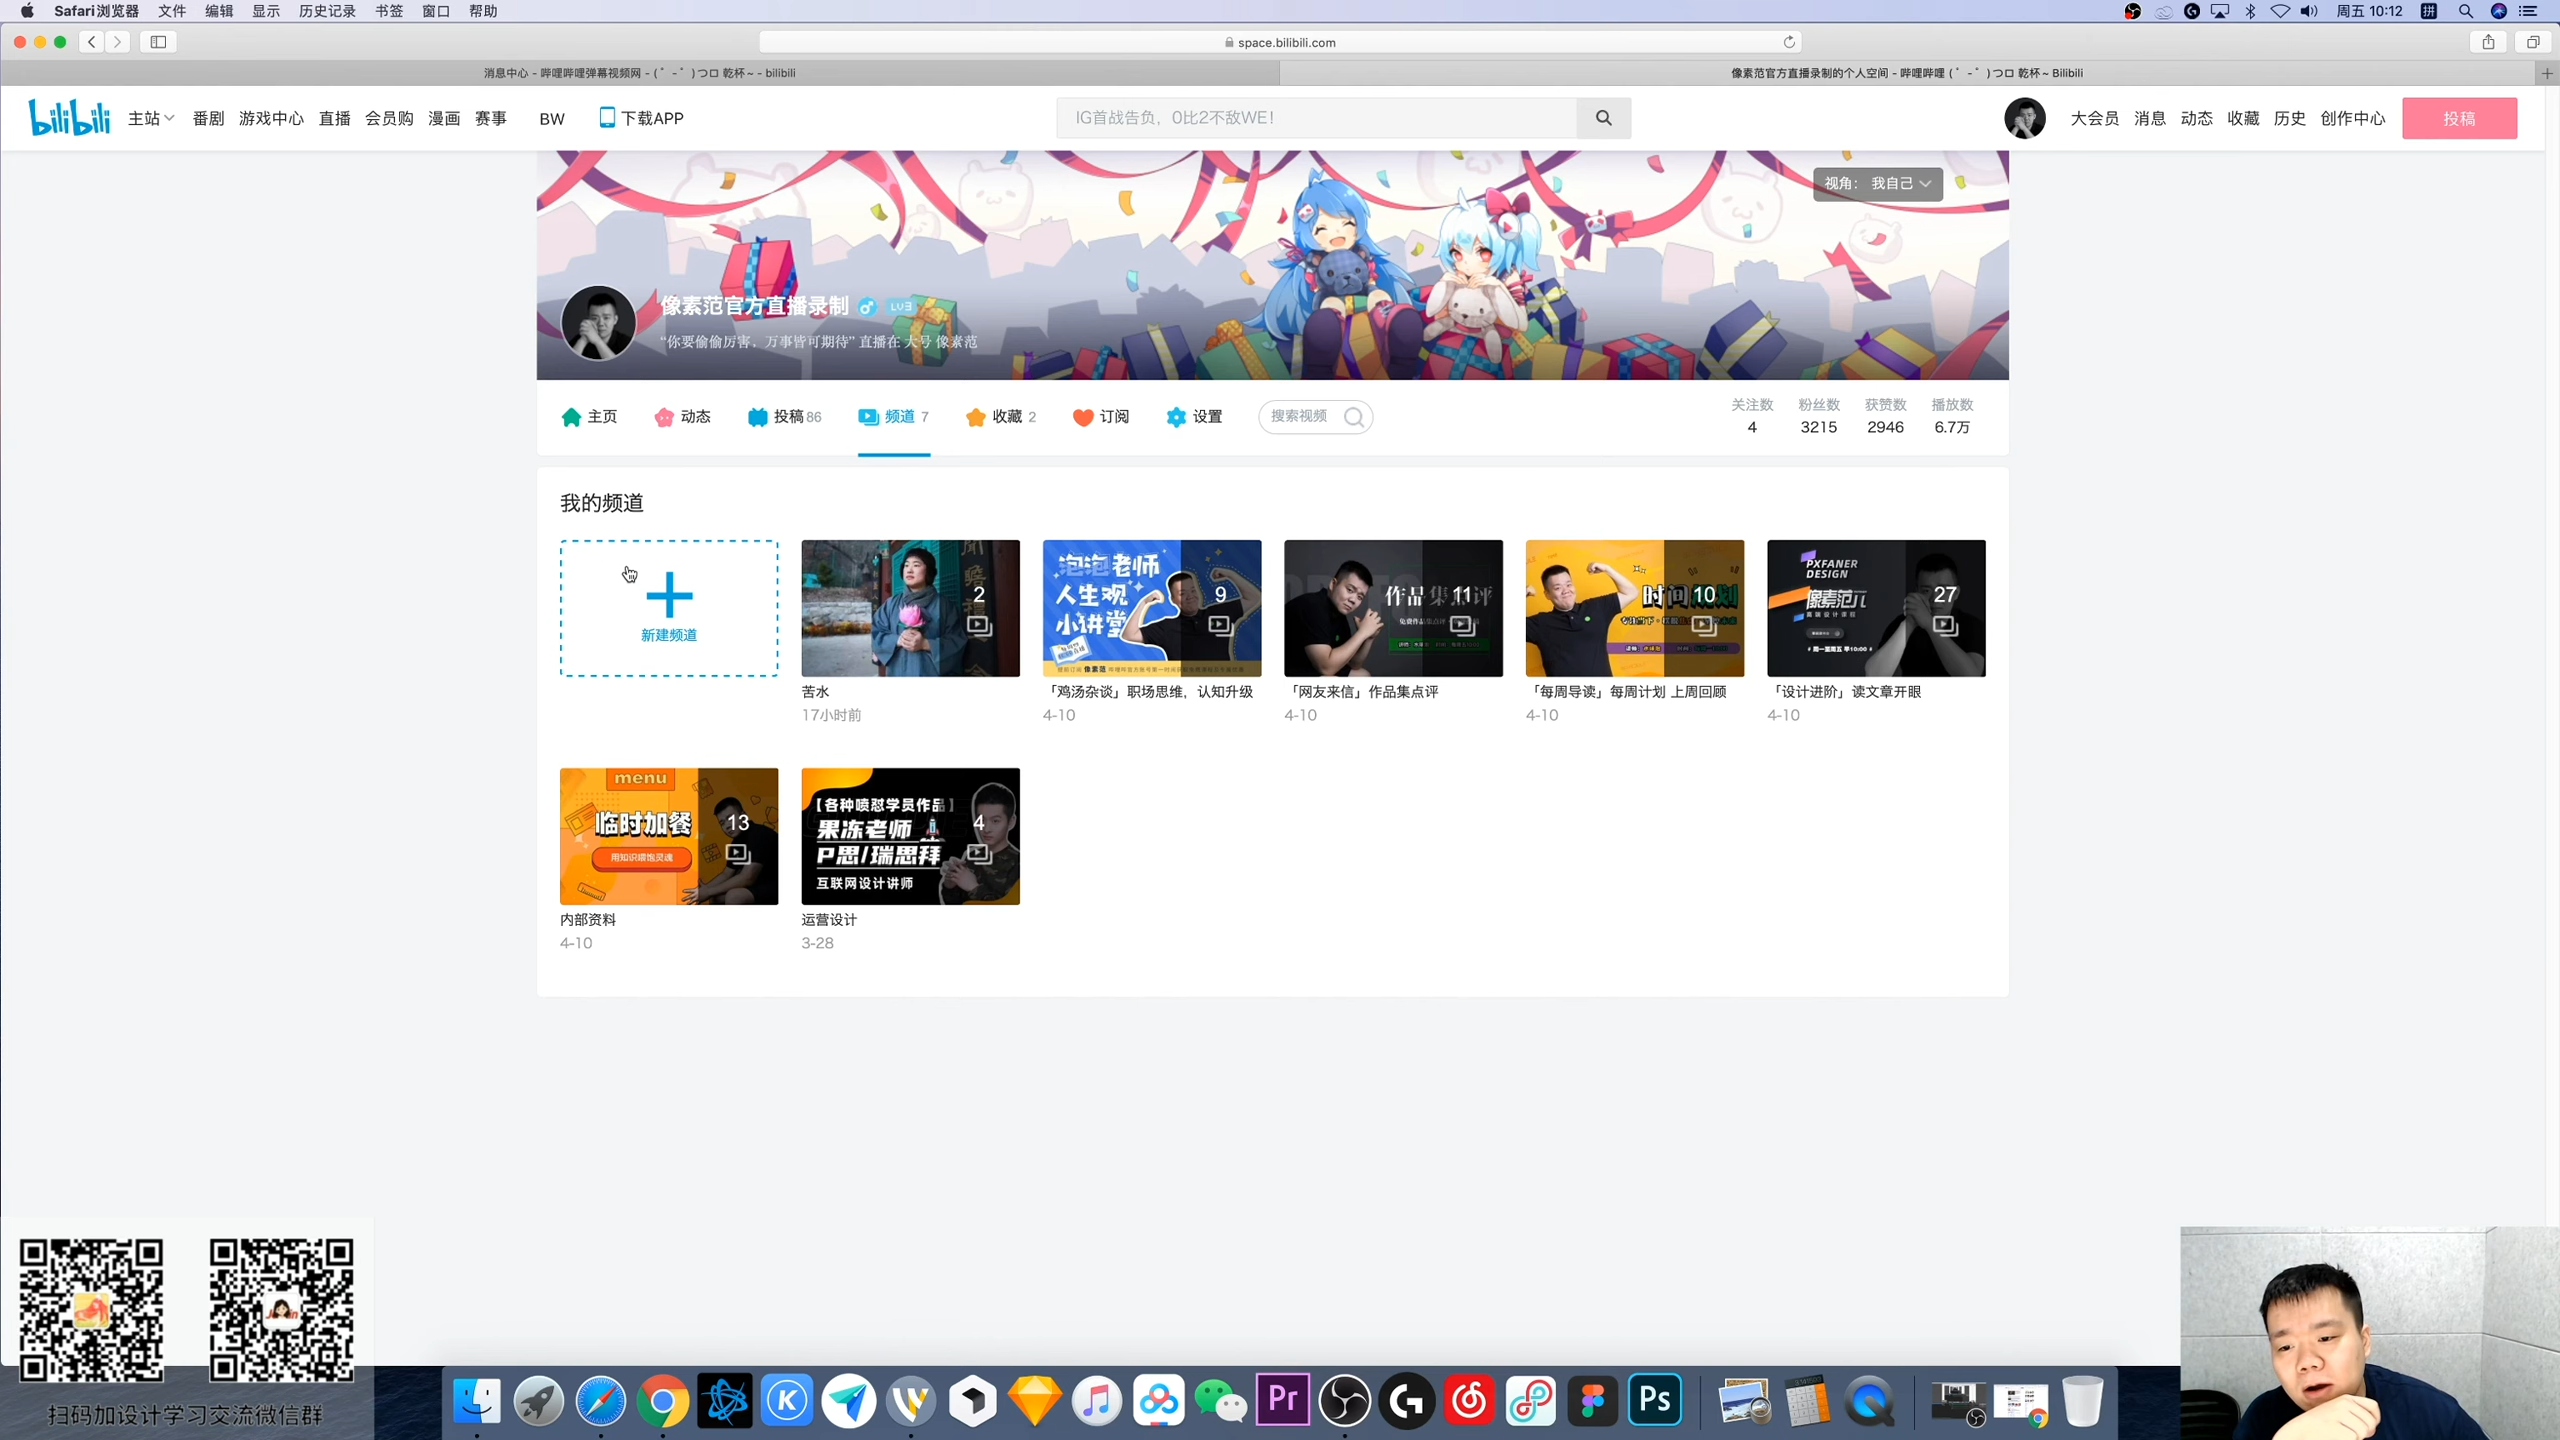 Safari浏览器 文件 编辑 显示 历史记录 书签 窗口 帮助
周五 10:12 拼
space.bilibili.com
消息中心 - 哔哩哔哩弹幕视频网 - ( ゜- ゜)つロ 乾杯~ - bilibili
像素范官方直播录制的个人空间 - 哔哩哔哩 ( ゜- ゜)つロ 乾杯~ Bilibili
bilibili 主站 番剧 游戏中心 直播 会员购 漫画 赛事 BW 下载APP
IG首战告负，0比2不敌WE！
大会员 消息 动态 收藏 历史 创作中心 投稿
视角： 我自己
像素范官方直播录制 LV3
“你要偷偷厉害，万事皆可期待” 直播在 大号 像素范
主页 动态 投稿 86 频道 7 收藏 2 订阅 设置 搜索视频
关注数 粉丝数 获赞数 播放数
4 3215 2946 6.7万
我的频道
新建频道
2
苦水
17小时前
泡泡老师
人生观
小讲堂
9
「鸡汤杂谈」职场思维，认知升级
4-10
作品集点评
11
「网友来信」作品集点评
4-10
时间规划
10
「每周导读」每周计划 上周回顾
4-10
PXFANER
DESIGN
像素范儿
27
「设计进阶」读文章开眼
4-10
menu
临时加餐
用知识喂饱灵魂
13
内部资料
4-10
【各种喷怼学员作品】
果冻老师
P思/瑞思拜
互联网设计讲师
4
运营设计
3-28
扫码加设计学习交流微信群
Pr
Ps